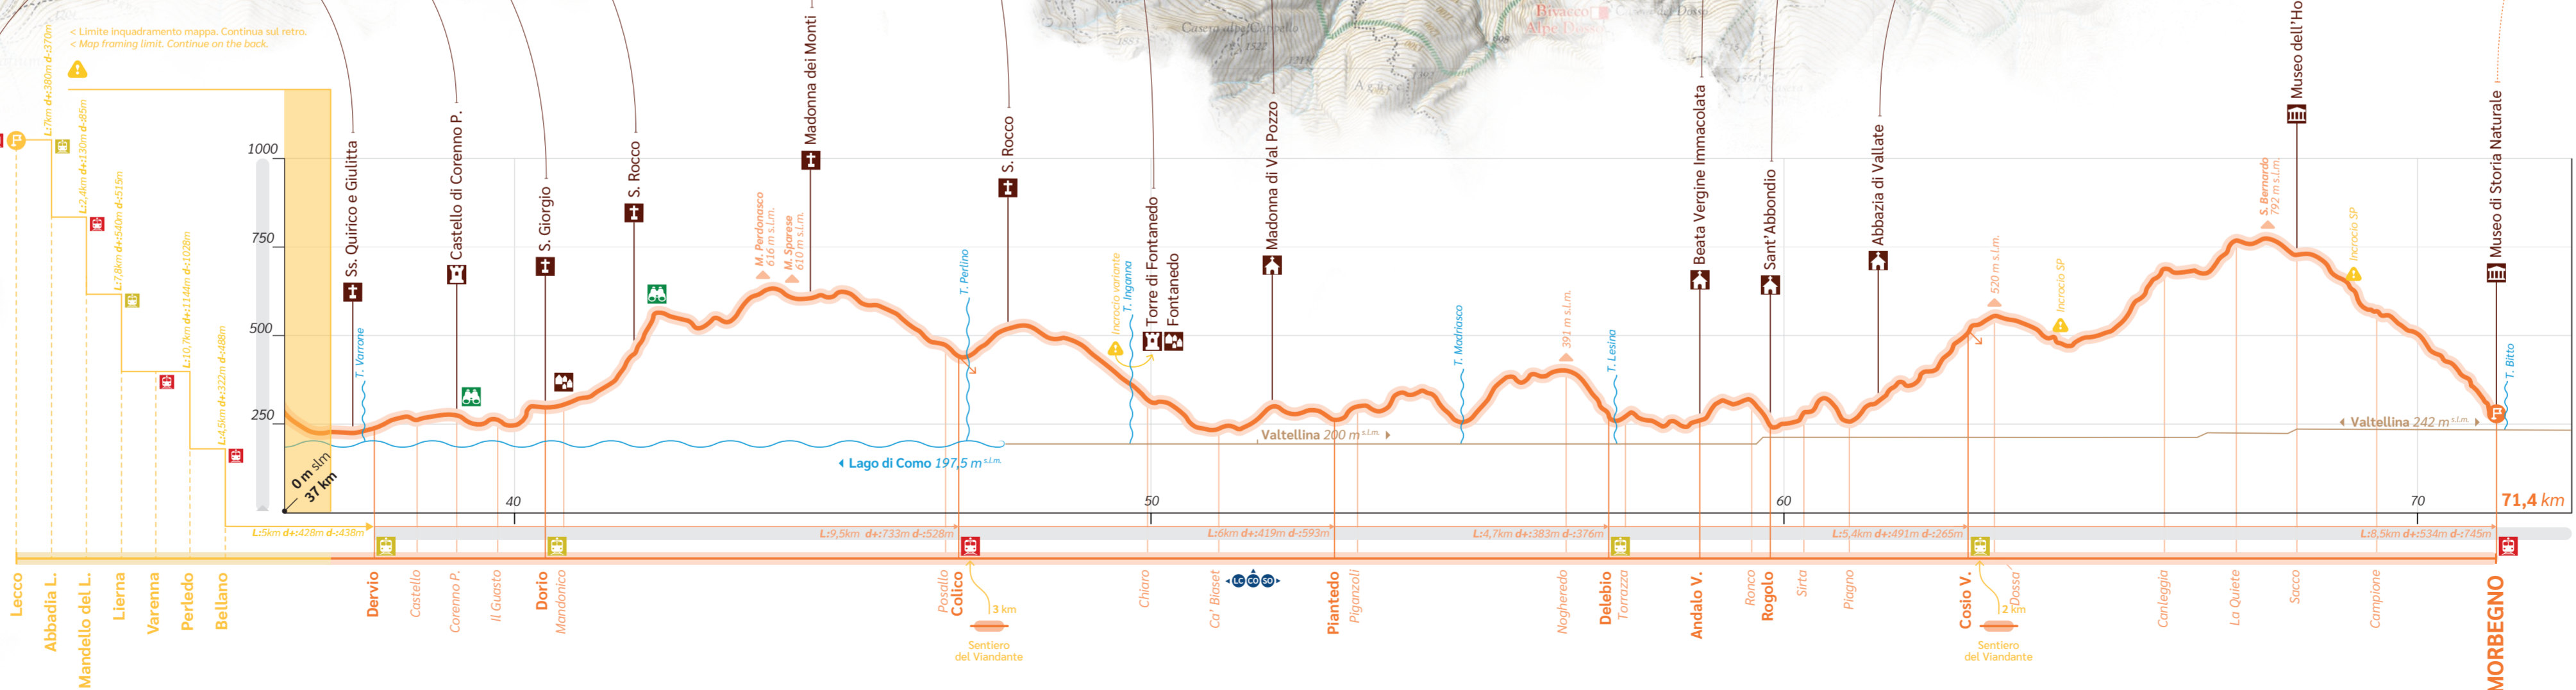 < Limite inquadramento mappa. Continua sul retro.
< Map framing limit. Continue on the back.
Casera alpe Cappello
1522
Bivacco
Alpe Dosso
L:7km d+:380m d-:370m
L:2,4km d+:130m d-:85m
L:7,8km d+:540m d-:515m
L:10,7km d+:1144m d-:1028m
L:4,5km d+:322m d-:488m
1000
750
500
250
0 m slm
37 km
Ss. Quirico e Giulitta
T. Varrone
Castello di Corenno P.
S. Giorgio
S. Rocco
M. Perdonasco
616 m s.l.m.
M. Sparese
610 m s.l.m.
Madonna dei Monti
T. Perlino
S. Rocco
Incrocio variante
T. Inganna
Torre di Fontanedo
Fontanedo
Madonna di Val Pozzo
T. Madriasco
391 m s.l.m.
T. Lesina
Beata Vergine Immacolata
Sant'Abbondio
Abbazia di Vallate
520 m s.l.m.
Incrocio SP
S. Bernardo
792 m s.l.m.
Museo dell'Ho
Incrocio SP
Museo di Storia Naturale
T. Bitto
Lago di Como 197,5 m s.l.m.
Valtellina 200 m s.l.m.
Valtellina 242 m s.l.m.
40
50
60
70
71,4 km
L:5km d+:428m d-:438m
L:9,5km d+:733m d-:528m
L:6km d+:419m d-:593m
L:4,7km d+:383m d-:376m
L:5,4km d+:491m d-:265m
L:8,5km d+:534m d-:745m
Lecco
Abbadia L.
Mandello del L.
Lierna
Varenna
Perledo
Bellano
Dervio
Castello
Corenno P.
Il Guasto
Dorio
Mandonico
Posallo
Colico
Chiaro
Ca' Biaset
LC CO SO
Piantedo
Piganzoli
Nogheredo
Delebio
Torrazza
Andalo V.
Ronco
Rogolo
Sirta
Piagno
Cosio V.
Dossa
Canleggia
La Quiete
Sacco
Campione
MORBEGNO
3 km
Sentiero
del Viandante
2 km
Sentiero
del Viandante